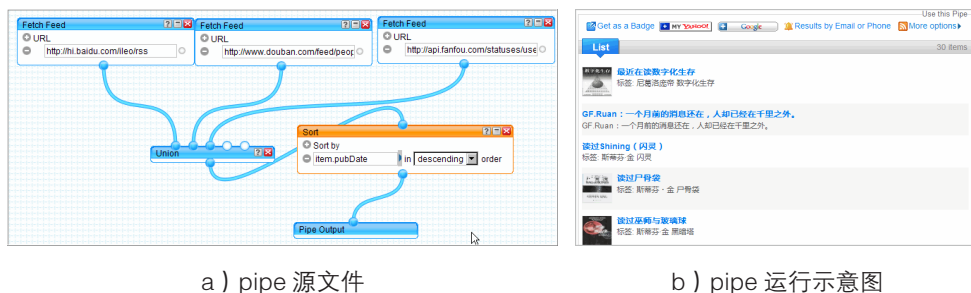 Fetch Feed
URL
http://hi.baidu.com/ileo/rss
Fetch Feed
URL
http://www.douban.com/feed/peop
Fetch Feed
URL
http://api.fanfou.com/statuses/use
Union
Sort
Sort by
item.pubDate in descending order
Pipe Output
a）pipe 源文件
Use this Pipe
Get as a Badge MY YAHOO! Google Results by Email or Phone More options
List 30 items
最近在读数字化生存
标签: 尼葛洛庞帝 数字化生存
GF.Ruan：一个月前的消息还在，人却已经在千里之外。
GF.Ruan：一个月前的消息还在，人却已经在千里之外。
读过Shining（闪灵）
标签: 斯蒂芬·金 闪灵
读过尸骨袋
标签: 斯蒂芬·金 尸骨袋
读过巫师与玻璃球
标签: 斯蒂芬·金 黑暗塔
b）pipe 运行示意图